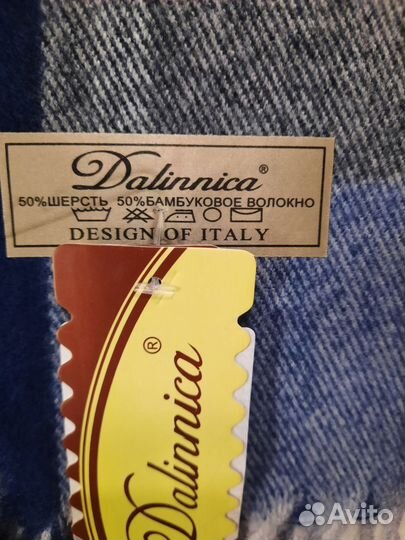 Dalinnica®
50%ШЕРСТЬ 50%БАМБУКОВОЕ ВОЛОКНО
DESIGN OF ITALY
Dalinnica®
Avito